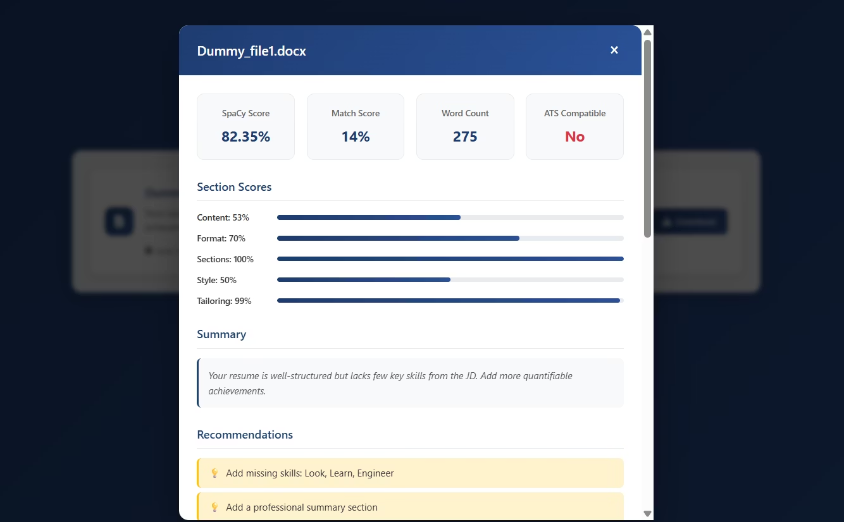 Dummy_file1.docx ×
SpaCy Score
82.35%
Match Score
14%
Word Count
275
ATS Compatible
No
Section Scores
Content: 53%
Format: 70%
Sections: 100%
Style: 50%
Tailoring: 99%
Summary
Your resume is well-structured but lacks few key skills from the JD. Add more quantifiable
achievements.
Recommendations
Add missing skills: Look, Learn, Engineer
Add a professional summary section